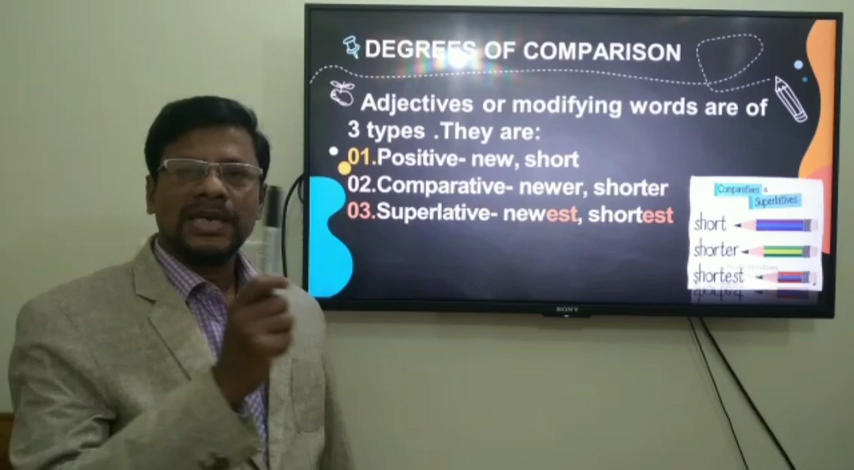 DEGREES OF COMPARISON
Adjectives or modifying words are of
3 types .They are:
01.Positive- new, short
02.Comparative- newer, shorter
03.Superlative- newest, shortest
Comparatives &
Superlatives
short
shorter
shortest
SONY